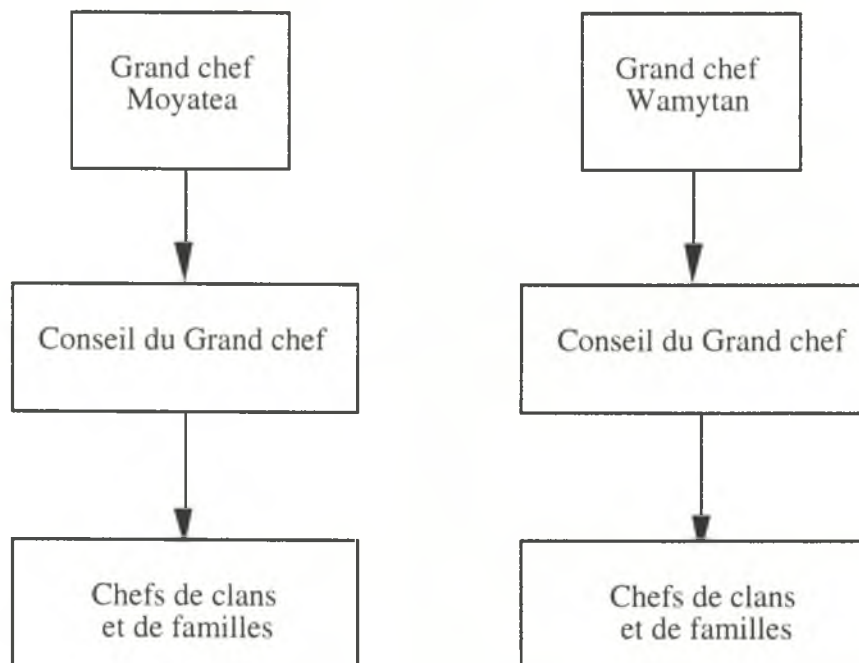 Grand chef
Moyatea
Grand chef
Wamytan
Conseil du Grand chef
Conseil du Grand chef
Chefs de clans
et de familles
Chefs de clans
et de familles